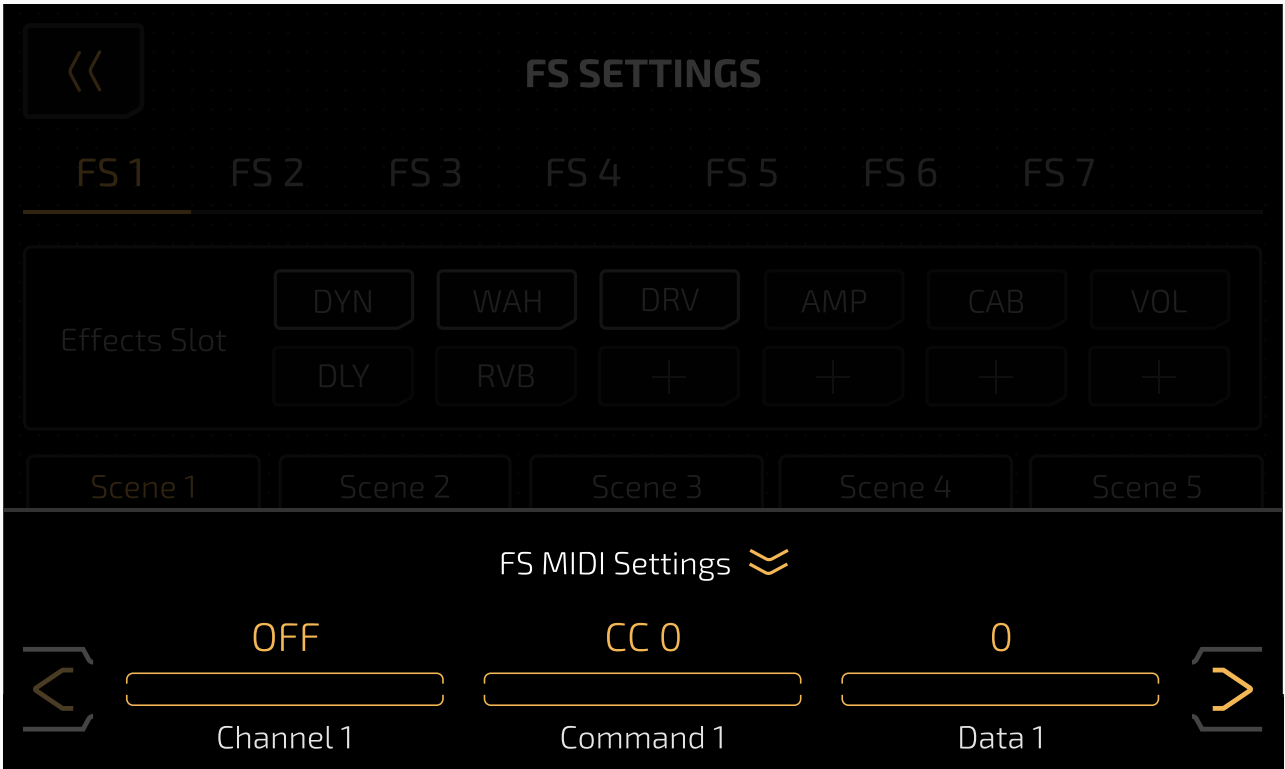 FS SETTINGS
FS 1 FS 2 FS 3 FS 4 FS 5 FS 6 FS 7
Effects Slot
DYN WAH DRV AMP CAB VOL
DLY RVB
Scene 1 Scene 2 Scene 3 Scene 4 Scene 5
FS MIDI Settings
OFF CC 0 0
Channel 1 Command 1 Data 1